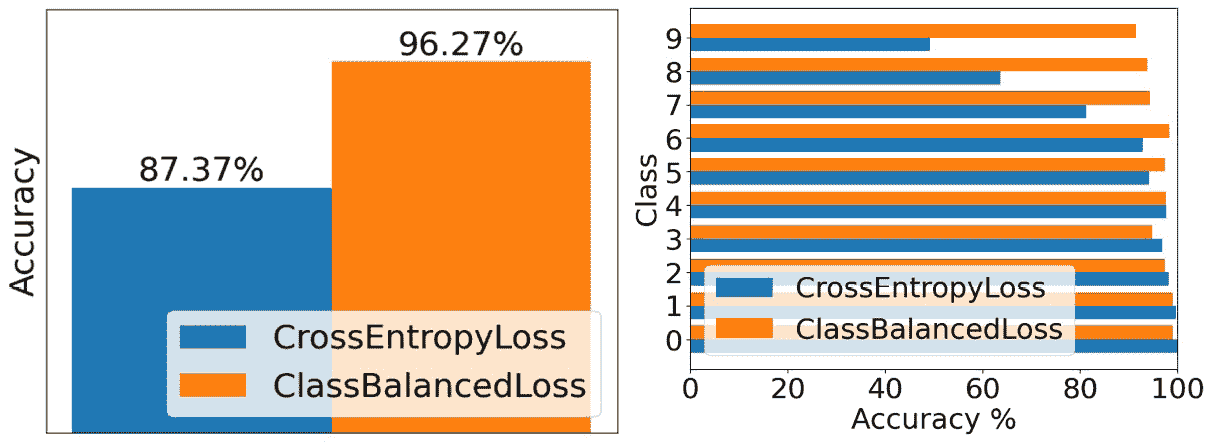 96.27%
87.37%
Accuracy
CrossEntropyLoss
ClassBalancedLoss
9
8
7
6
5
4
3
2
1
0
Class
CrossEntropyLoss
ClassBalancedLoss
0 20 40 60 80 100
Accuracy %